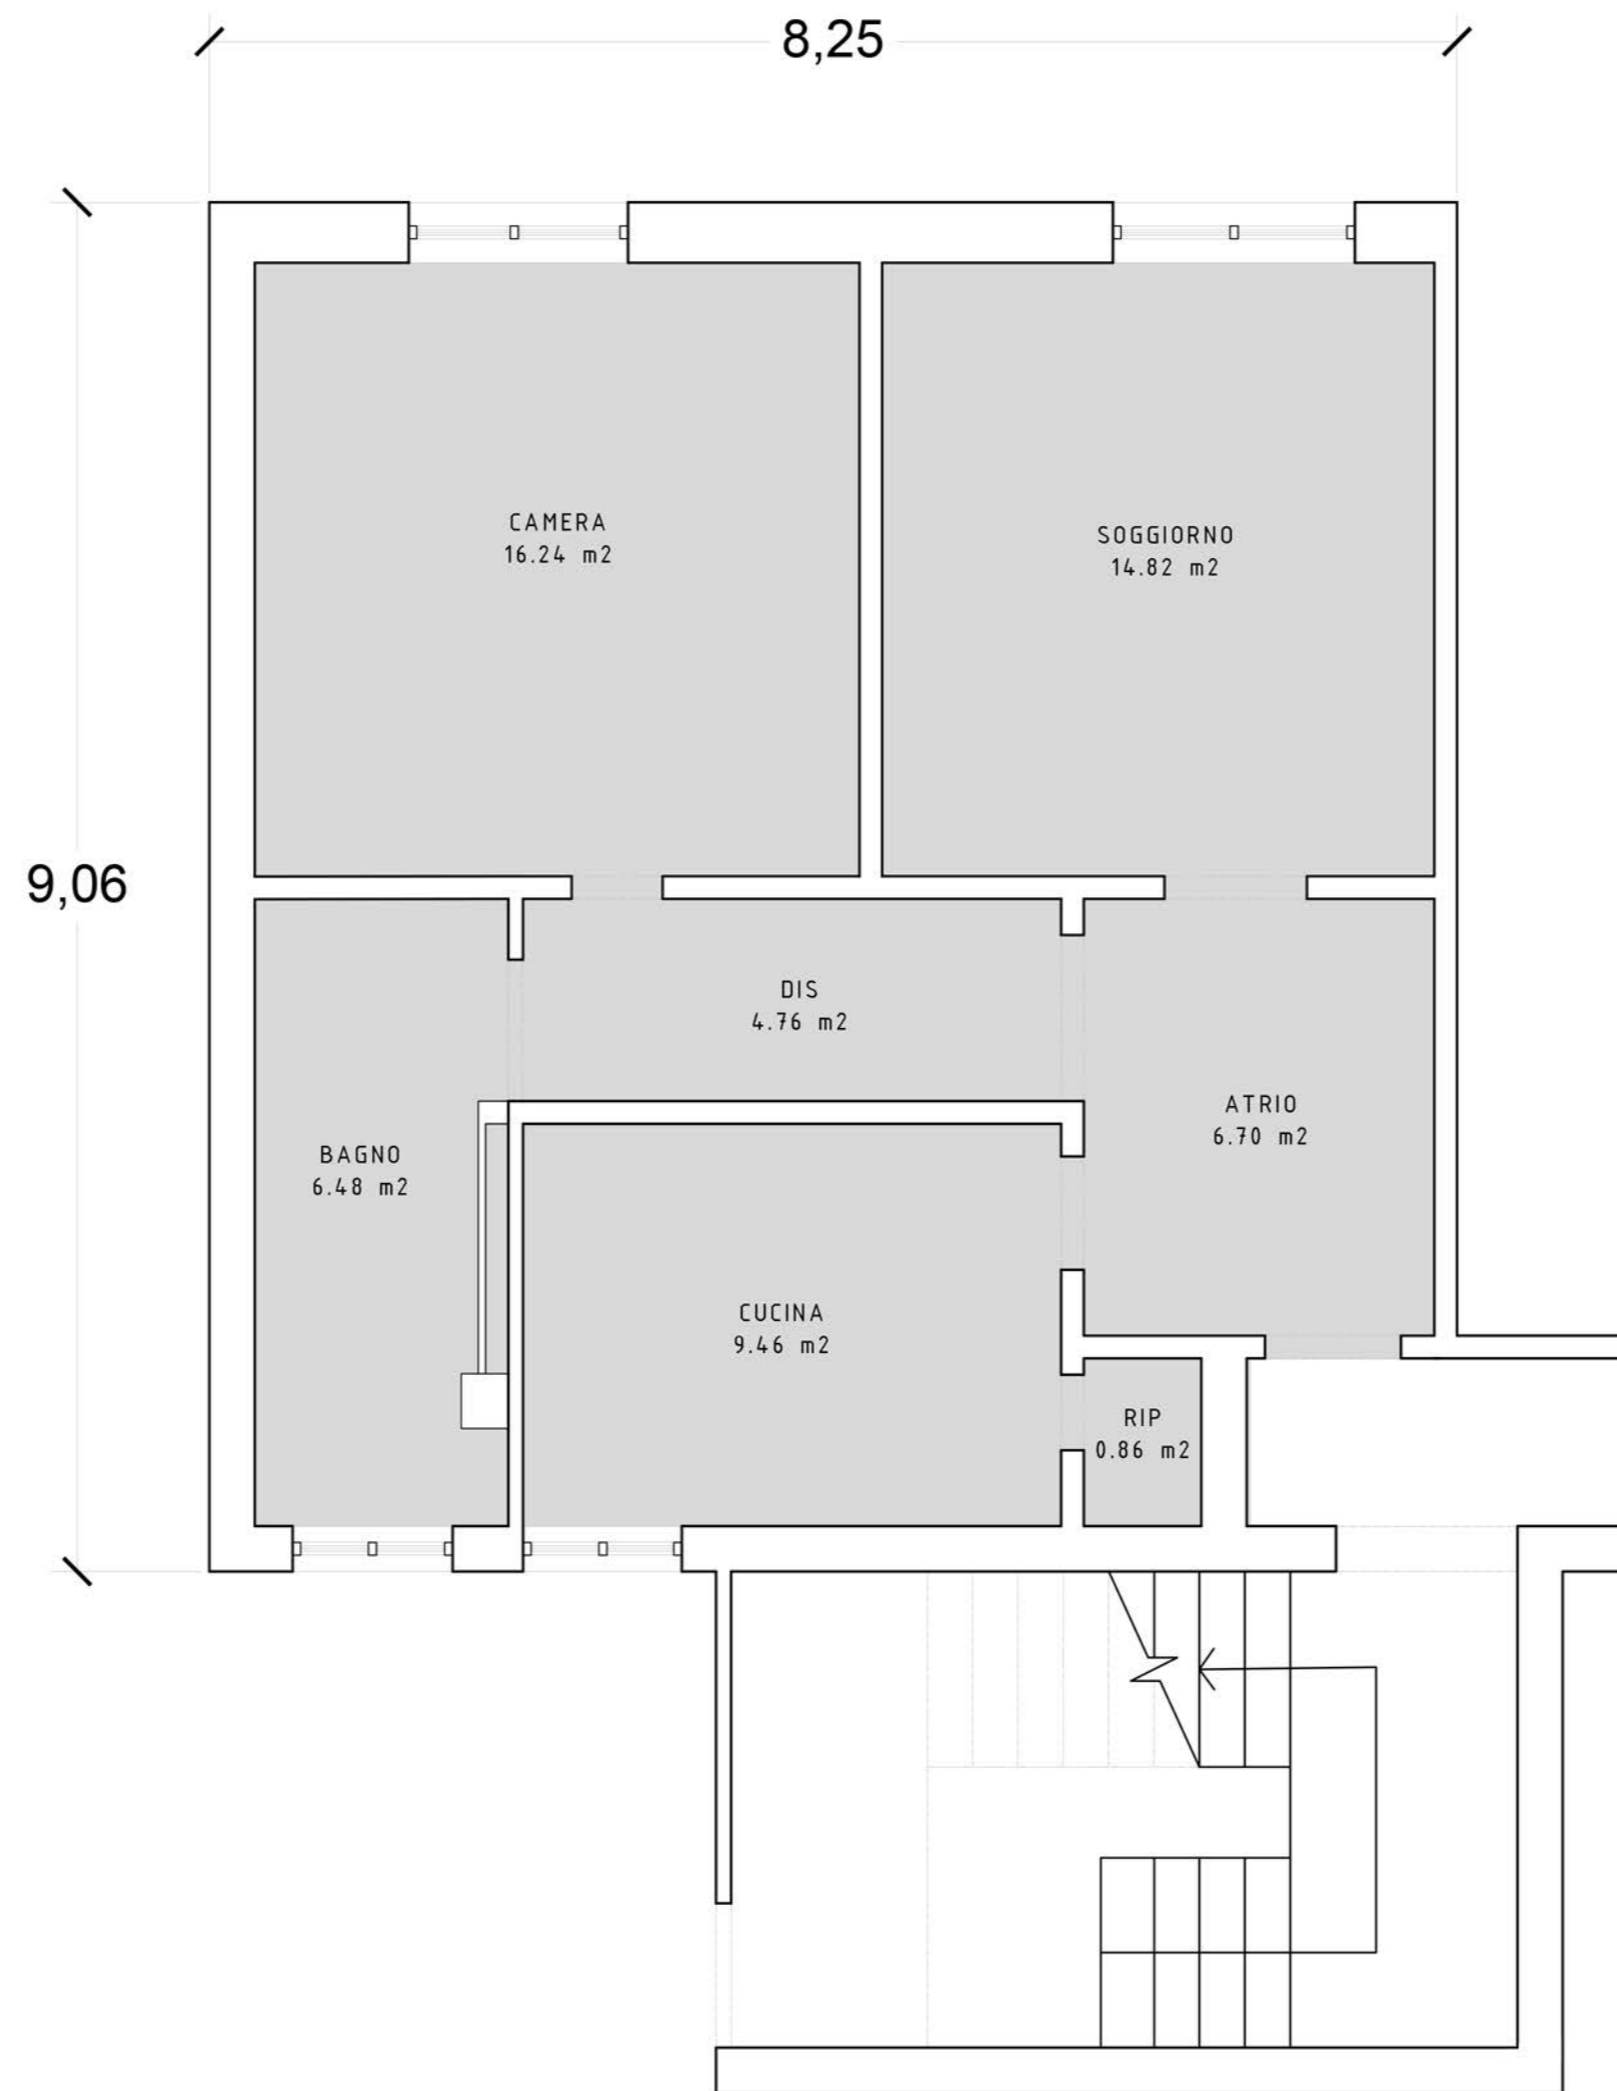 8,25
CAMERA
16.24 m2
SOGGIORNO
14.82 m2
9,06
DIS
4.76 m2
ATRIO
6.70 m2
BAGNO
6.48 m2
CUCINA
9.46 m2
RIP
0.86 m2